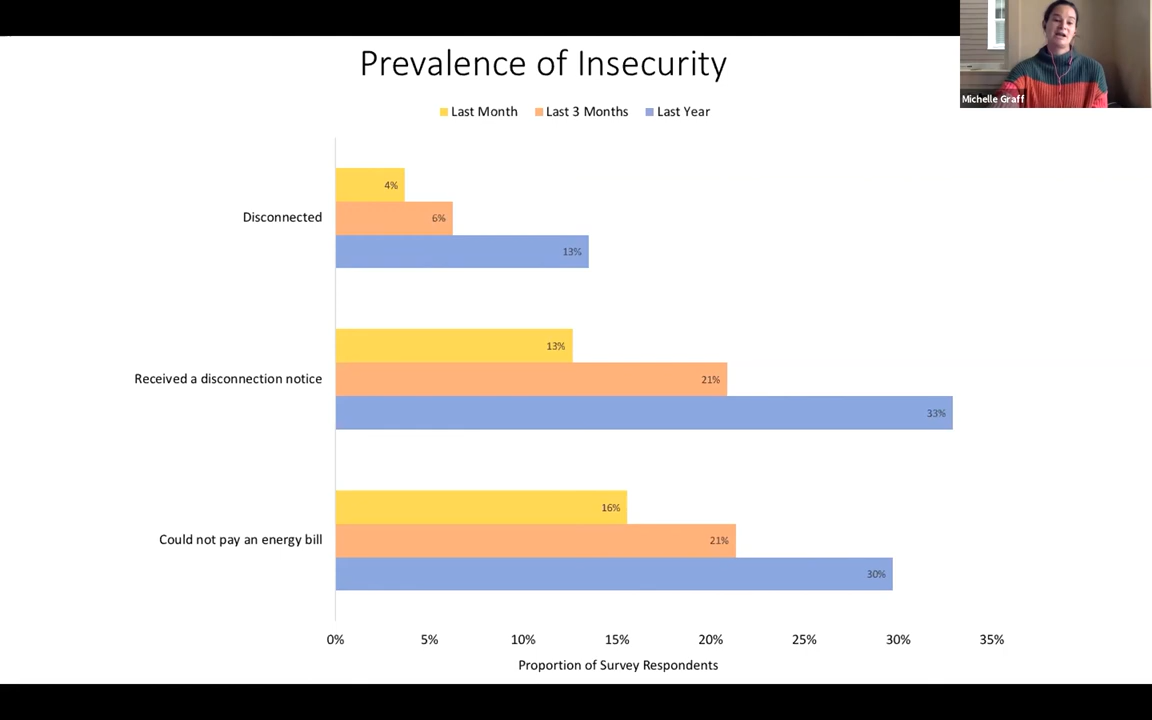 Prevalence of Insecurity
Michelle Graff
Last Month Last 3 Months Last Year
4%
Disconnected 6%
13%
13%
Received a disconnection notice 21%
33%
16%
Could not pay an energy bill 21%
30%
0% 5% 10% 15% 20% 25% 30% 35%
Proportion of Survey Respondents